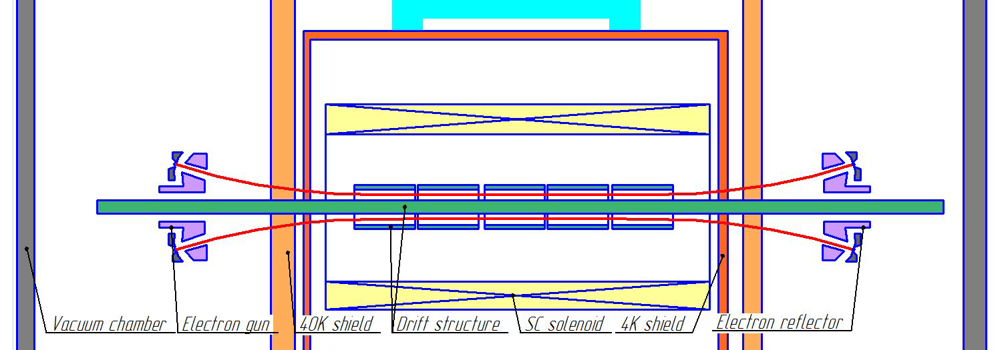 Vacuum chamber
Electron gun
40K shield
Drift structure
SC solenoid
4K shield
Electron reflector